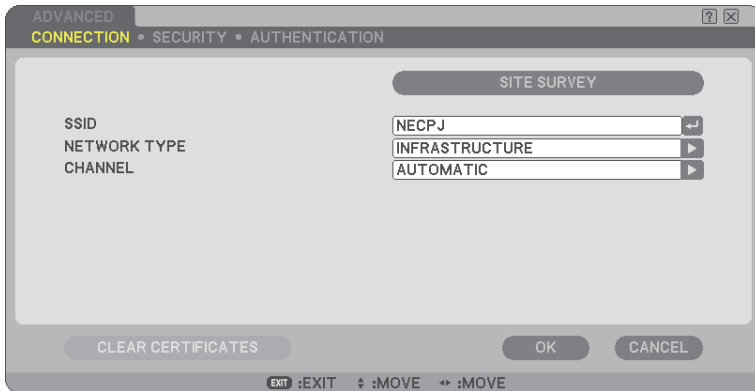 ADVANCED ?
CONNECTION • SECURITY • AUTHENTICATION
SITE SURVEY
SSID NECPJ
NETWORK TYPE INFRASTRUCTURE
CHANNEL AUTOMATIC
CLEAR CERTIFICATES OK CANCEL
EXIT :EXIT :MOVE :MOVE